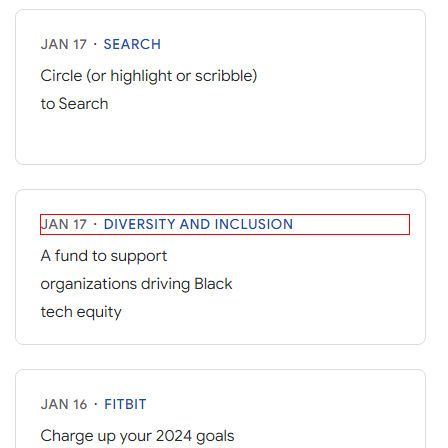 JAN 17 · SEARCH
Circle (or highlight or scribble)
to Search
JAN 17 · DIVERSITY AND INCLUSION
A fund to support
organizations driving Black
tech equity
JAN 16 · FITBIT
Charge up your 2024 goals